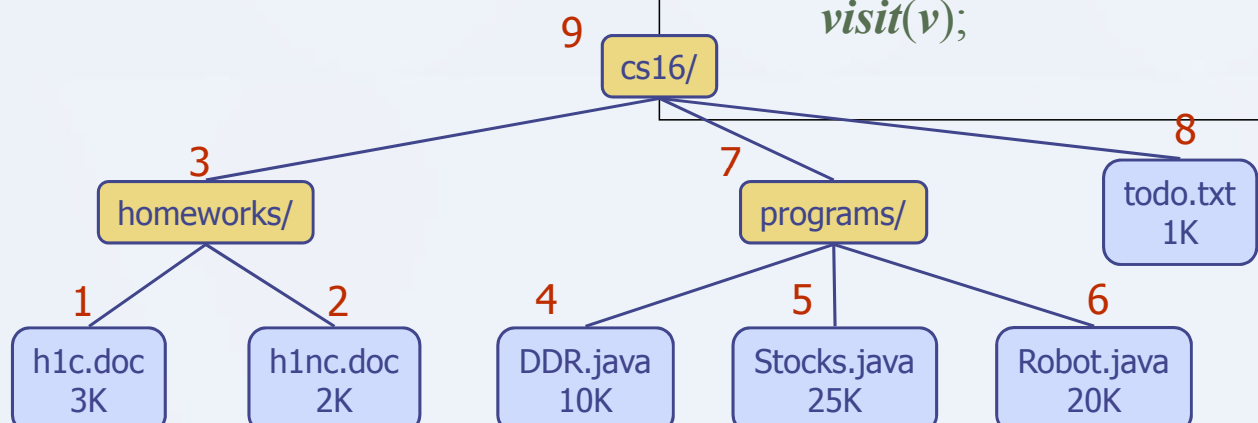 visit(v);
9
cs16/
8
3
7
todo.txt
1K
homeworks/
programs/
1
2
4
5
6
h1c.doc
3K
h1nc.doc
2K
DDR.java
10K
Stocks.java
25K
Robot.java
20K